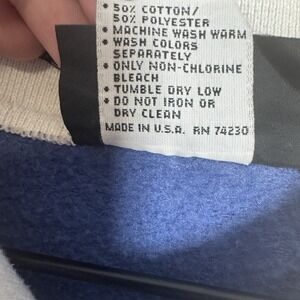 • 50% COTTON/
50% POLYESTER
• MACHINE WASH WARM
• WASH COLORS
SEPARATELY
• ONLY NON-CHLORINE
BLEACH
• TUMBLE DRY LOW
• DO NOT IRON OR
DRY CLEAN
MADE IN U.S.A. RN 74230